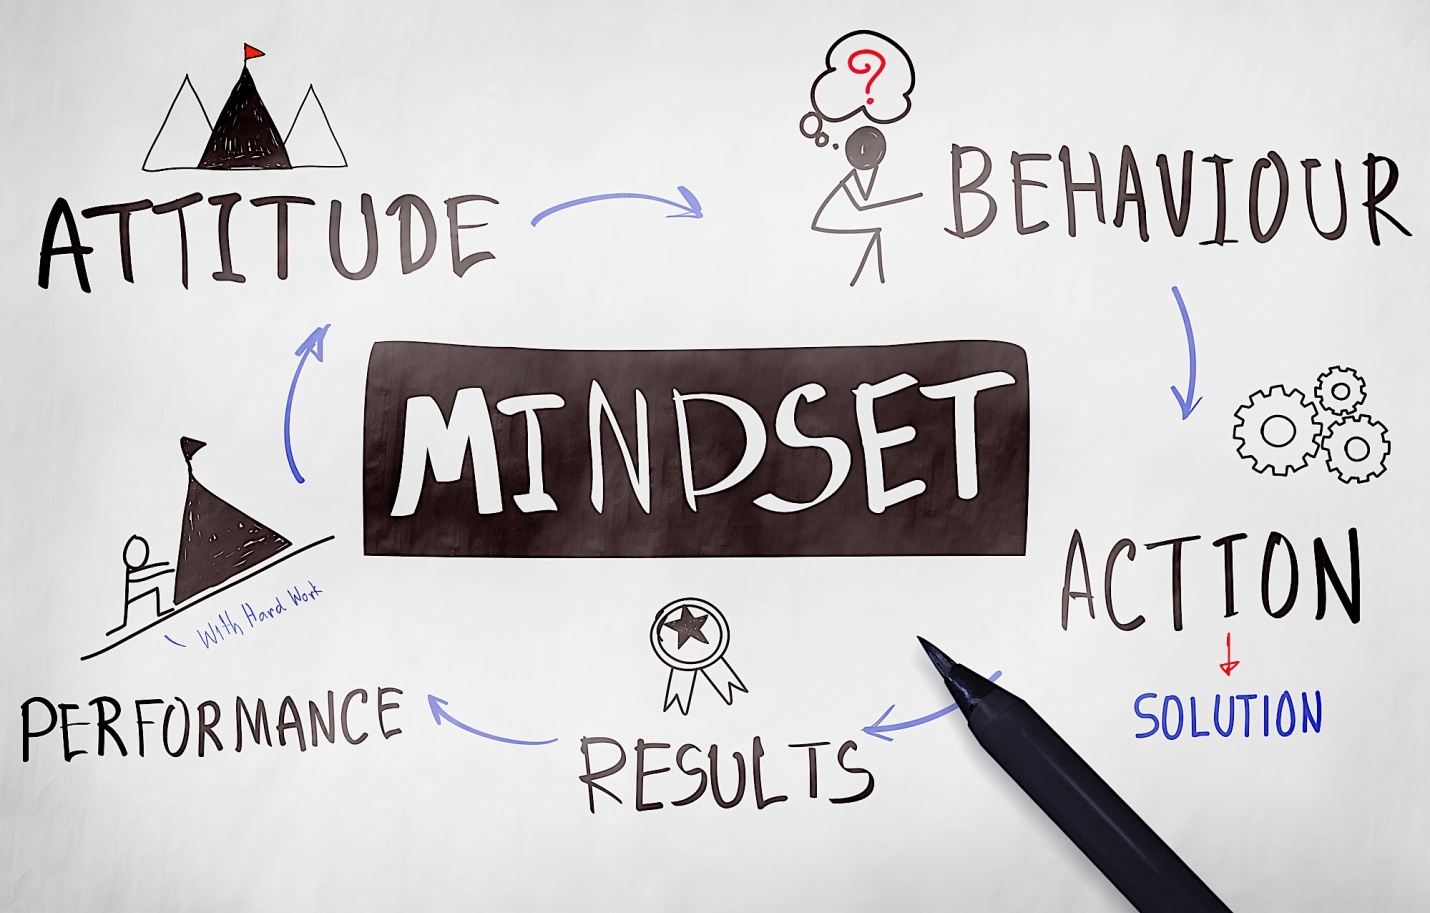 ?
ATTITUDE
BEHAVIOUR
MINDSET
ACTION
SOLUTION
With Hard Work
PERFORMANCE
RESULTS